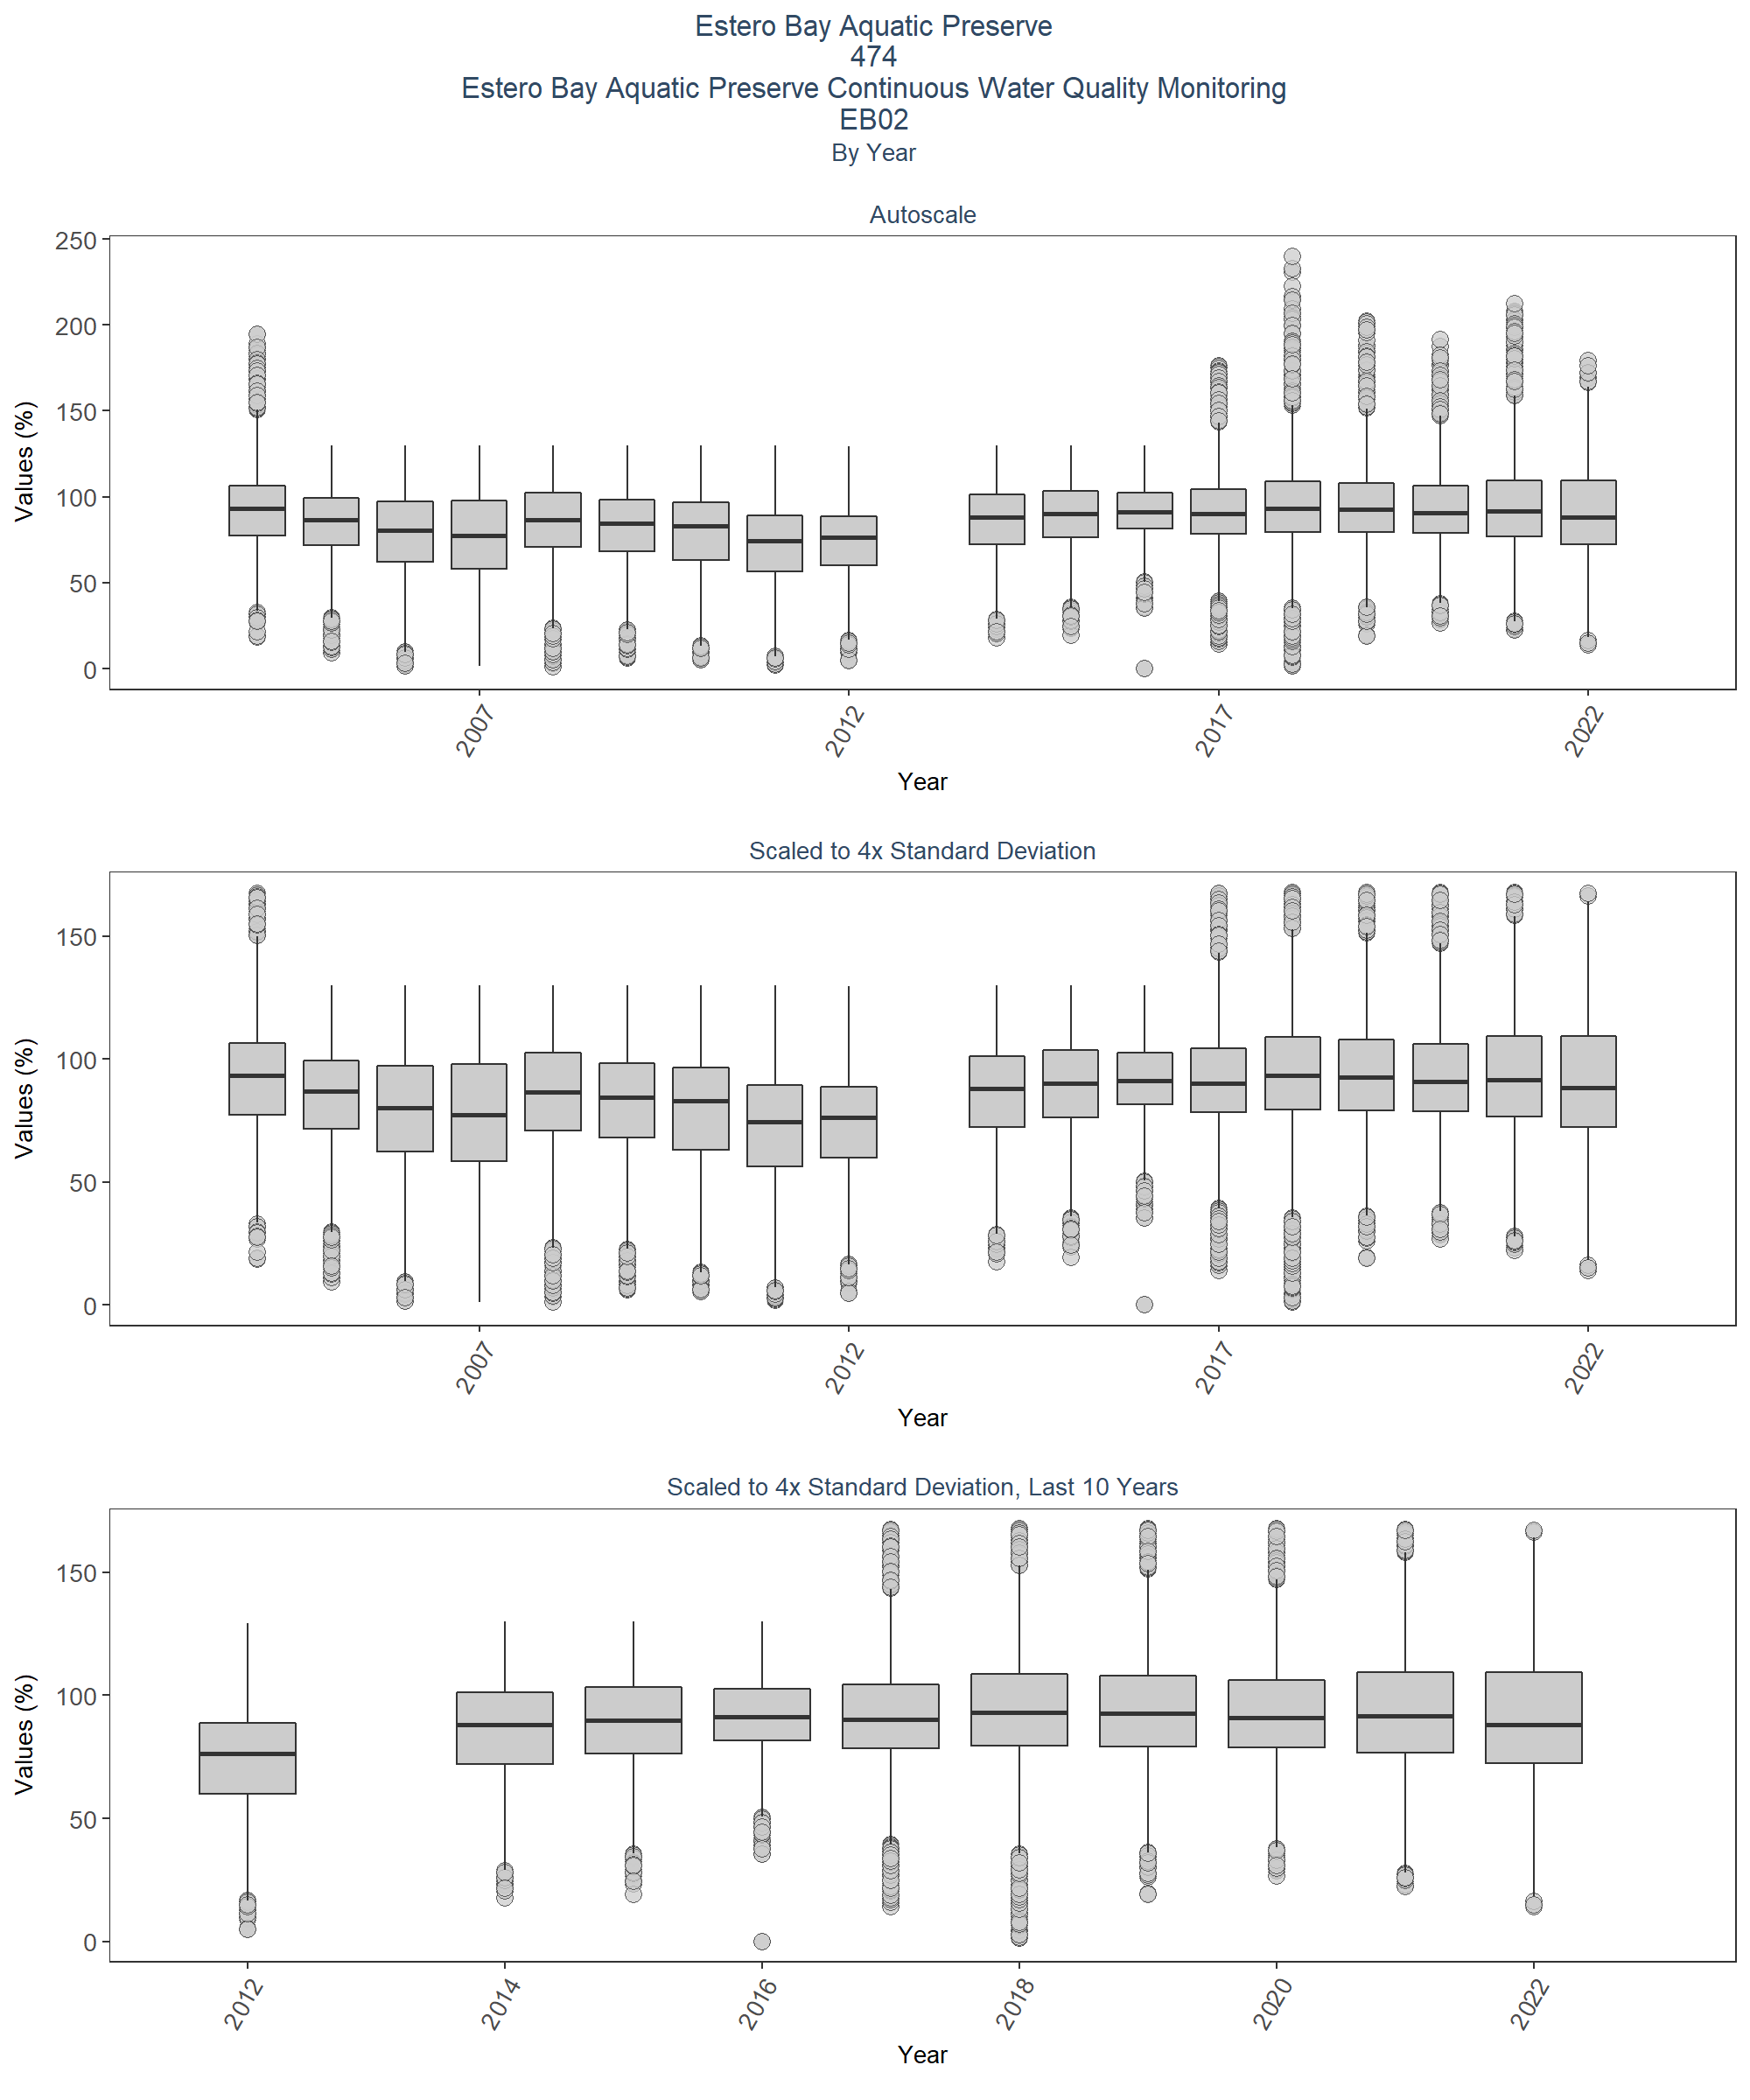 Estero Bay Aquatic Preserve
474
Estero Bay Aquatic Preserve Continuous Water Quality Monitoring
EB02
By Year
Autoscale
Values (%)
250
200
150
100
50
0
2007
2012
2017
2022
Year
Scaled to 4x Standard Deviation
Values (%)
150
100
50
0
2007
2012
2017
2022
Year
Scaled to 4x Standard Deviation, Last 10 Years
Values (%)
150
100
50
0
2012
2014
2016
2018
2020
2022
Year